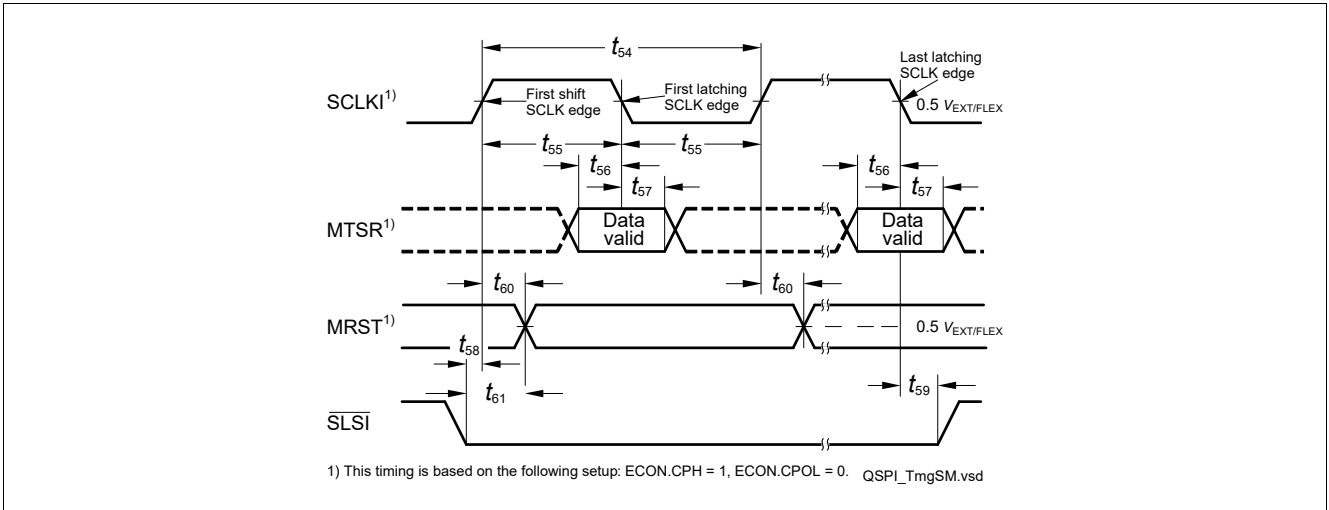 t54
SCLKI1)
First shift
SCLK edge
First latching
SCLK edge
Last latching
SCLK edge
0.5 VEXT/FLEX
t55
t55
t56
t57
t56
t57
MTSR1)
Data
valid
Data
valid
t60
t60
MRST1)
0.5 VEXT/FLEX
t58
t61
t59
SLSI
1) This timing is based on the following setup: ECON.CPH = 1, ECON.CPOL = 0.
QSPI_TmgSM.vsd